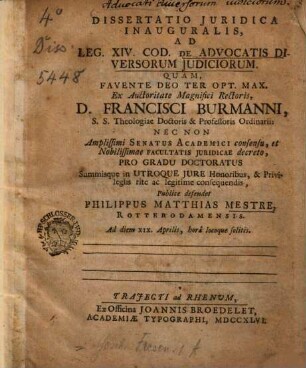 Advocati diversorum judiciorum.
4°
Diss
5448
DISSERTATIO JURIDICA
INAUGURALIS,
AD
LEG. XIV. COD. DE ADVOCATIS DI-
VERSORUM JUDICIORUM.
QUAM,
FAVENTE DEO TER OPT. MAX.
Ex Auctoritate Magnifici Rectoris,
D. FRANCISCI BURMANNI,
S. S. Theologiae Doctoris & Professoris Ordinarii:
NEC NON
Amplissimi SENATUS ACADEMICI consensu, et
Nobilissimae FACULTATIS JURIDICAE decreto,
PRO GRADU DOCTORATUS
Summisque in UTROQUE JURE Honoribus, & Privi-
legiis rite ac legitime consequendis,
Publice defendet
PHILIPPUS MATTHIAS MESTRE,
ROTTERODAMENSIS.
Ad diem XIX. Aprilis, horâ locoque solitis.
TRAJECTI ad RHENUM,
Ex Officina JOANNIS BROEDELET,
ACADEMIÆ TYPOGRAPHI, MDCCXLVI.